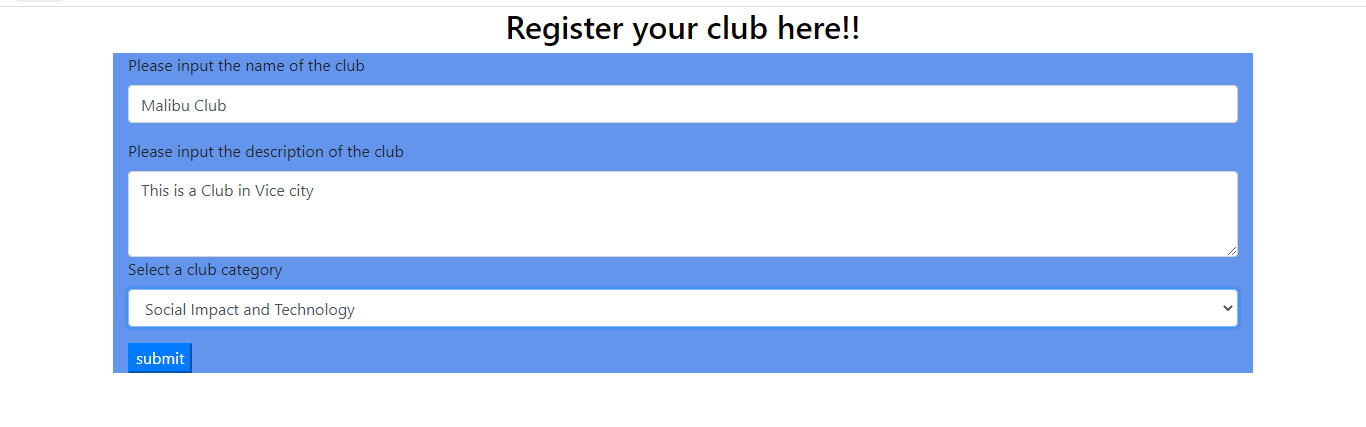 Register your club here!!
Please input the name of the club
Malibu Club
Please input the description of the club
This is a Club in Vice city
Select a club category
Social Impact and Technology
submit